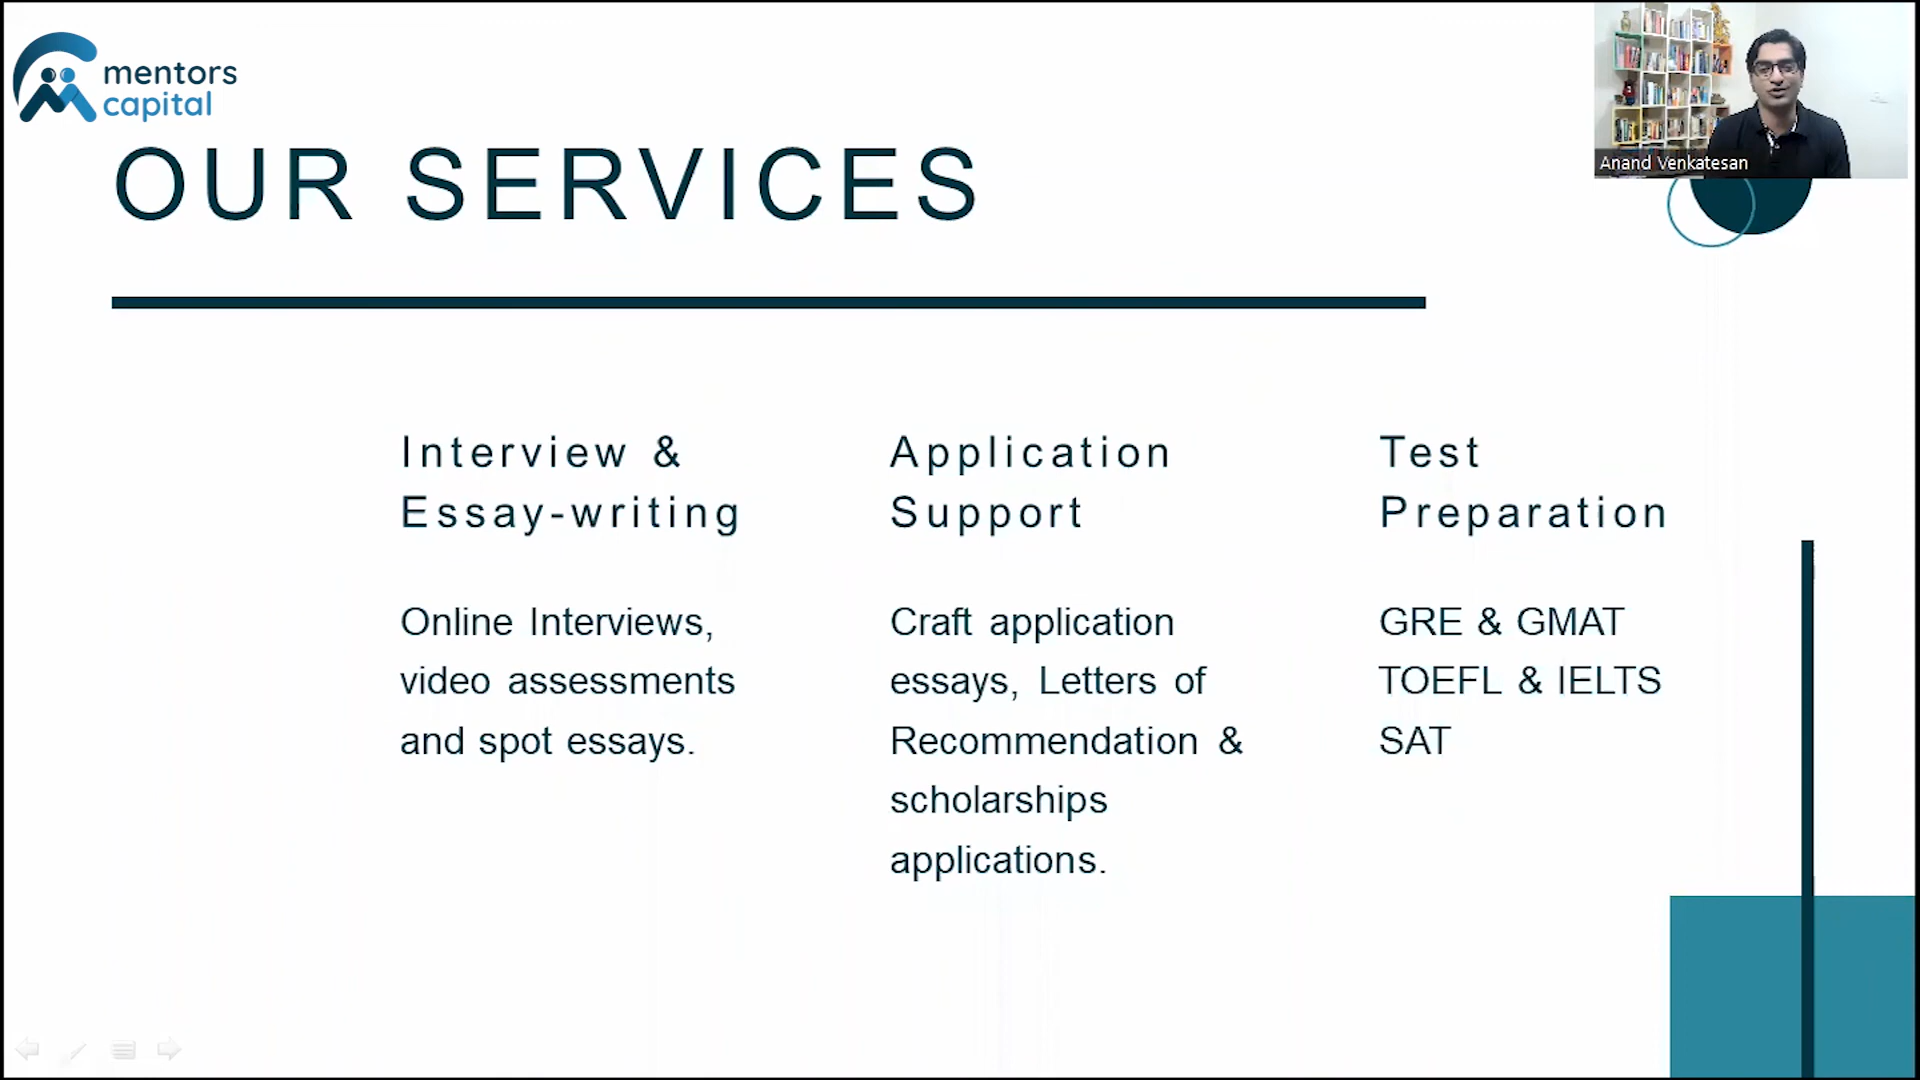 mentors
capital
Anand Venkatesan
OUR SERVICES
Interview &
Essay-writing
Online Interviews,
video assessments
and spot essays.
Application
Support
Craft application
essays, Letters of
Recommendation &
scholarships
applications.
Test
Preparation
GRE & GMAT
TOEFL & IELTS
SAT